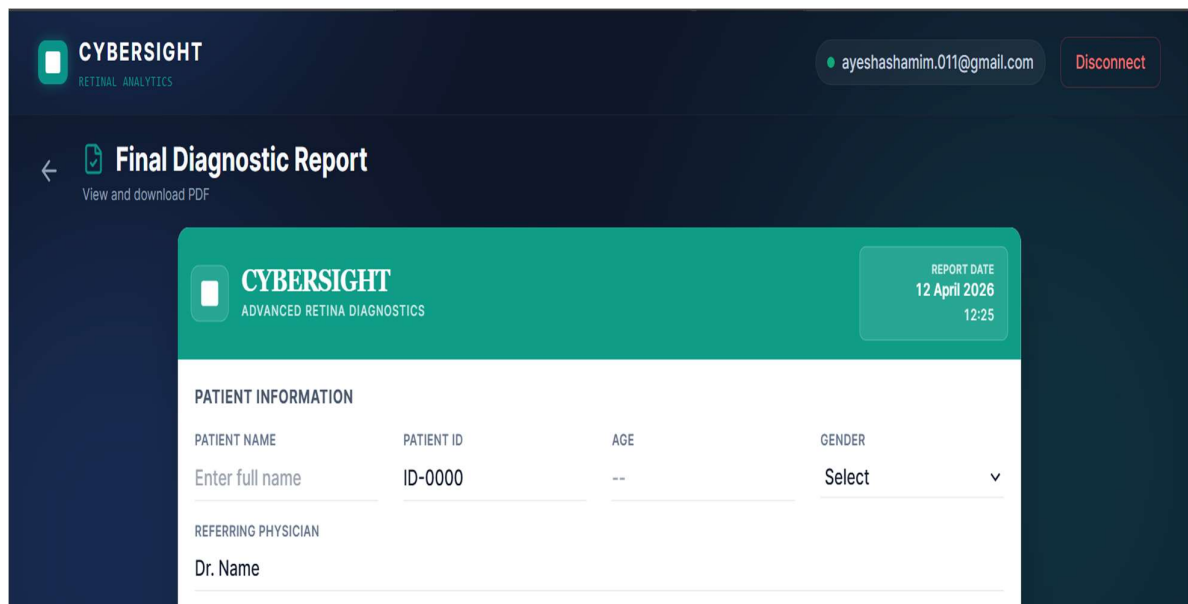 CYBERSIGHT
RETINAL ANALYTICS
ayeshashamim.011@gmail.com
Disconnect
Final Diagnostic Report
View and download PDF
CYBERSIGHT
ADVANCED RETINA DIAGNOSTICS
REPORT DATE
12 April 2026
12:25
PATIENT INFORMATION
PATIENT NAME
PATIENT ID
AGE
GENDER
Enter full name
ID-0000
--
Select
REFERRING PHYSICIAN
Dr. Name